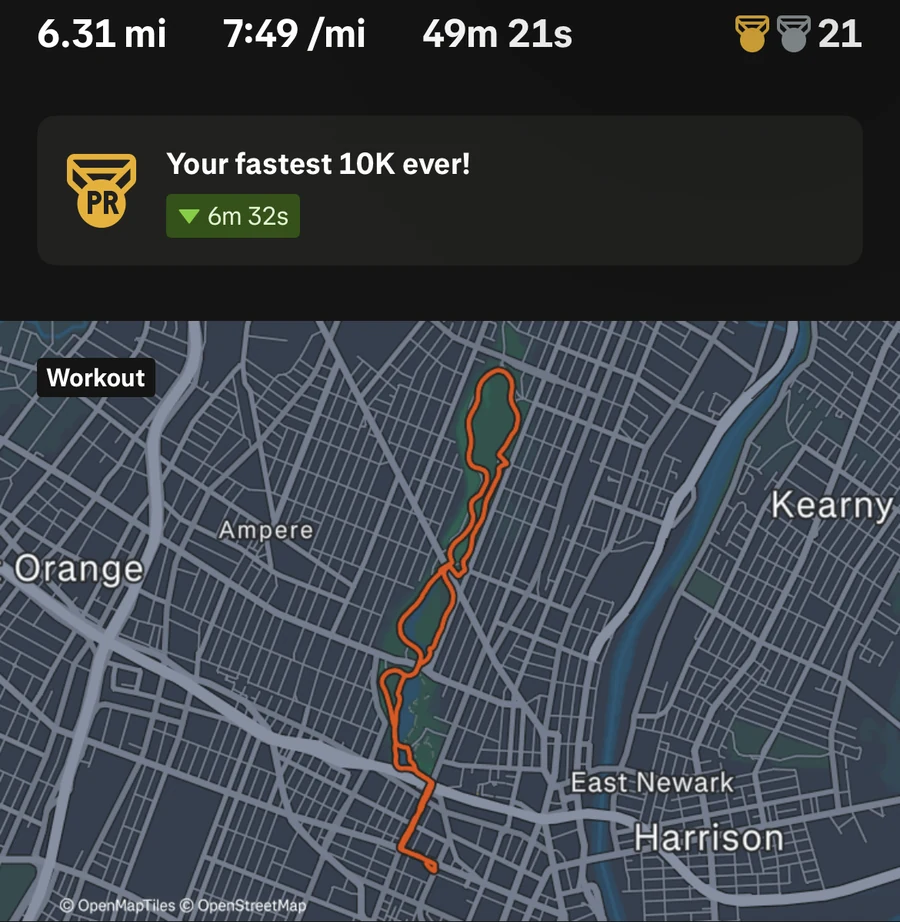 6.31 mi 7:49 /mi 49m 21s 21
Your fastest 10K ever!
PR
6m 32s
Workout
Kearny
Ampere
Orange
East Newark
Harrison
© OpenMapTiles © OpenStreetMap